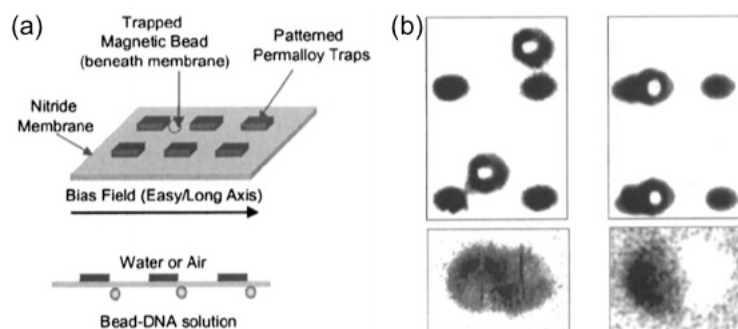 (a)
Trapped
Magnetic Bead
(beneath membrane)
Patterned
Permalloy Traps
Nitride
Membrane
Bias Field (Easy/Long Axis)
Water or Air
Bead-DNA solution
(b)